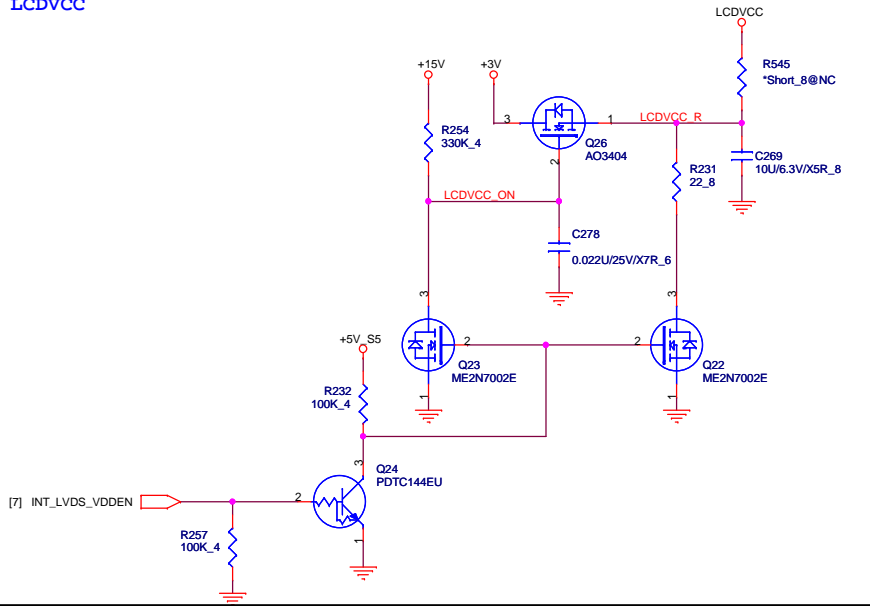 LCDVCC
LCDVCC
+15V
+3V
R545
*Short_8@NC
3
1
LCDVCC_R
R254
330K_4
Q26
AO3404
2
C269
10U/6.3V/X5R_8
R231
22_8
LCDVCC_ON
C278
0.022U/25V/X7R_6
3
3
+5V_S5
2
2
Q23
ME2N7002E
Q22
ME2N7002E
R232
100K_4
1
1
3
Q24
PDTC144EU
[7] INT_LVDS_VDDEN
2
R257
100K_4
1